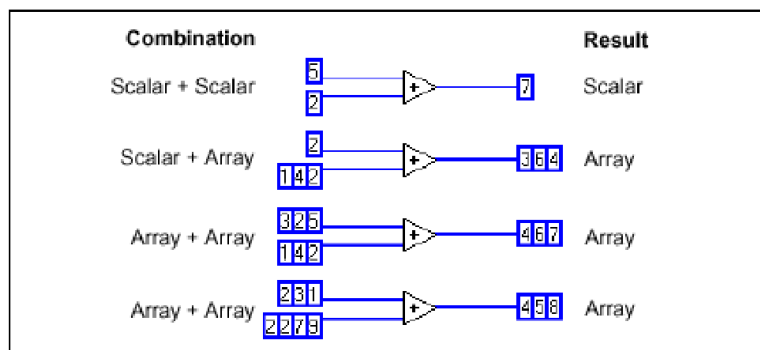 Combination Result
5
Scalar + Scalar + 7 Scalar
2
2
Scalar + Array + 3 6 4 Array
1 4 2
3 2 5
Array + Array + 4 6 7 Array
1 4 2
2 3 1
Array + Array + 4 5 8 Array
2 2 7 9